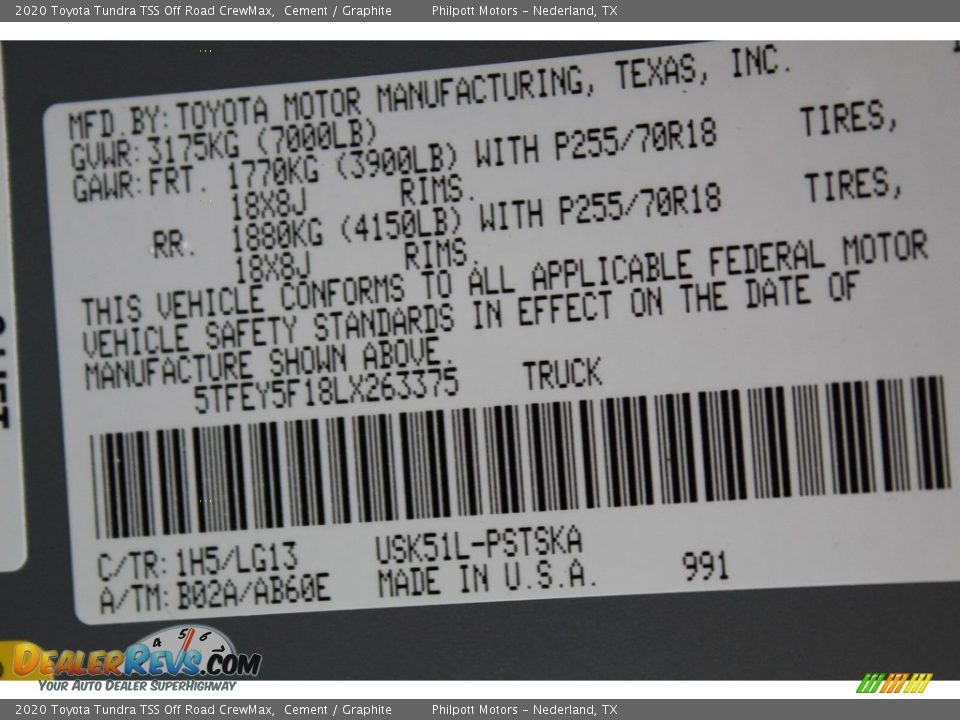 2020 Toyota Tundra TSS Off Road CrewMax, Cement / Graphite Philpott Motors - Nederland, TX
MFD.BY:TOYOTA MOTOR MANUFACTURING, TEXAS, INC.
GVWR:3175KG (7000LB)
GAWR:FRT. 1770KG (3900LB) WITH P255/70R18 TIRES,
18X8J RIMS.
RR. 1880KG (4150LB) WITH P255/70R18 TIRES,
18X8J RIMS.
THIS VEHICLE CONFORMS TO ALL APPLICABLE FEDERAL MOTOR
VEHICLE SAFETY STANDARDS IN EFFECT ON THE DATE OF
MANUFACTURE SHOWN ABOVE.
5TFEY5F18LX263375 TRUCK
C/TR:1H5/LG13 USK51L-PSTSKA
A/TM:B02A/AB60E MADE IN U.S.A. 991
4 5 6
DEALERREVS.COM
YOUR AUTO DEALER SUPERHIGHWAY
2020 Toyota Tundra TSS Off Road CrewMax, Cement / Graphite Philpott Motors - Nederland, TX